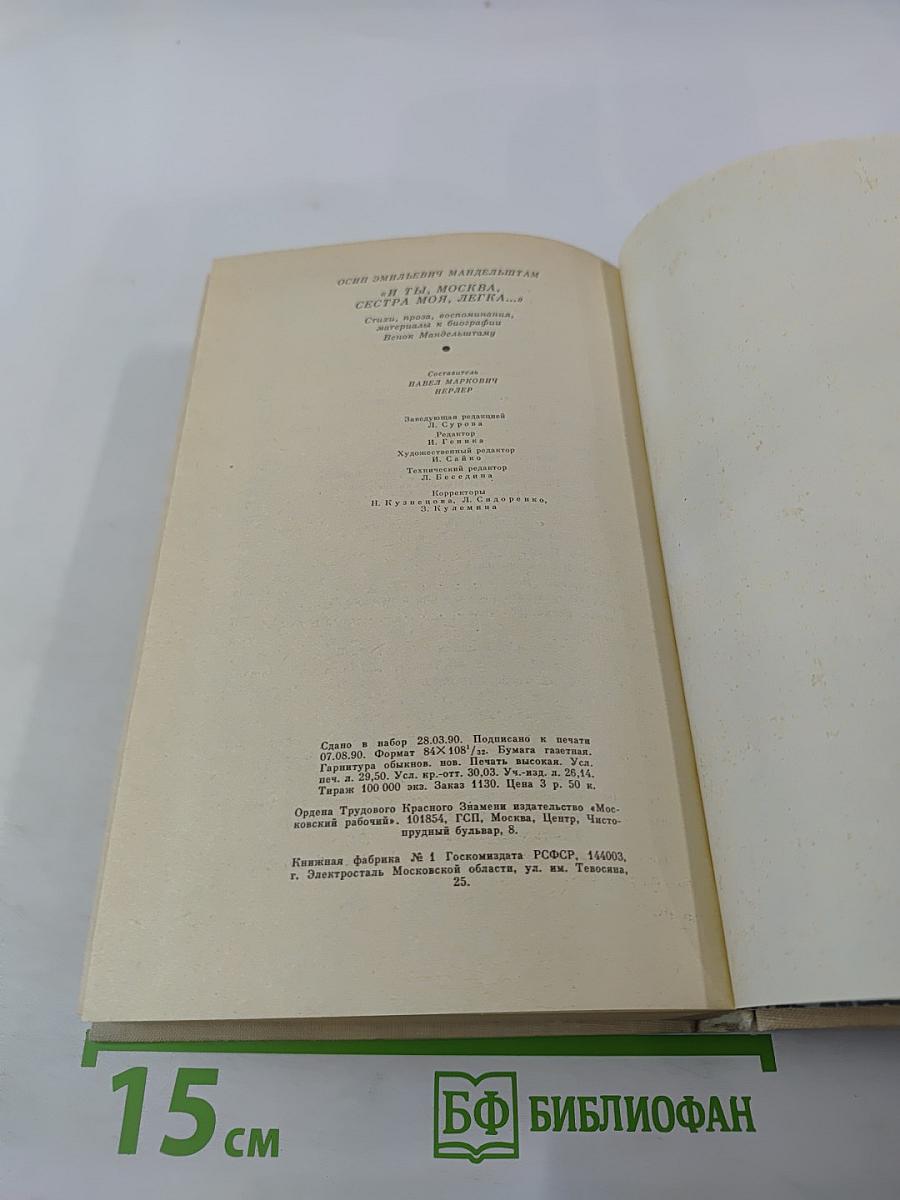 ОСИП ЭМИЛЬЕВИЧ МАНДЕЛЬШТАМ
«И ТЫ, МОСКВА,
СЕСТРА МОЯ, ЛЕГКА...»
Стихи, проза, воспоминания,
материалы к биографии
Венок Мандельштаму
Составитель
ПАВЕЛ МАРКОВИЧ
НЕРЛЕР
Заведующая редакцией
Л. Сурова
Редактор
И. Геника
Художественный редактор
И. Сайко
Технический редактор
Л. Беседина
Корректоры
Н. Кузнецова, Л. Сидоренко,
З. Кулемина
Сдано в набор 28.03.90. Подписано к печати
07.08.90. Формат 84×108¹/₃₂. Бумага газетная.
Гарнитура обыкнов. нов. Печать высокая. Усл.
печ. л. 29,50. Усл. кр.-отт. 30,03. Уч.-изд. л. 26,14.
Тираж 100 000 экз. Заказ 1130. Цена 3 р. 50 к.
Ордена Трудового Красного Знамени издательство «Мос-
ковский рабочий». 101854, ГСП, Москва, Центр, Чисто-
прудный бульвар, 8.
Книжная фабрика № 1 Госкомиздата РСФСР, 144003,
г. Электросталь Московской области, ул. им. Тевосяна,
25.
15 см
БФ БИБЛИОФАН